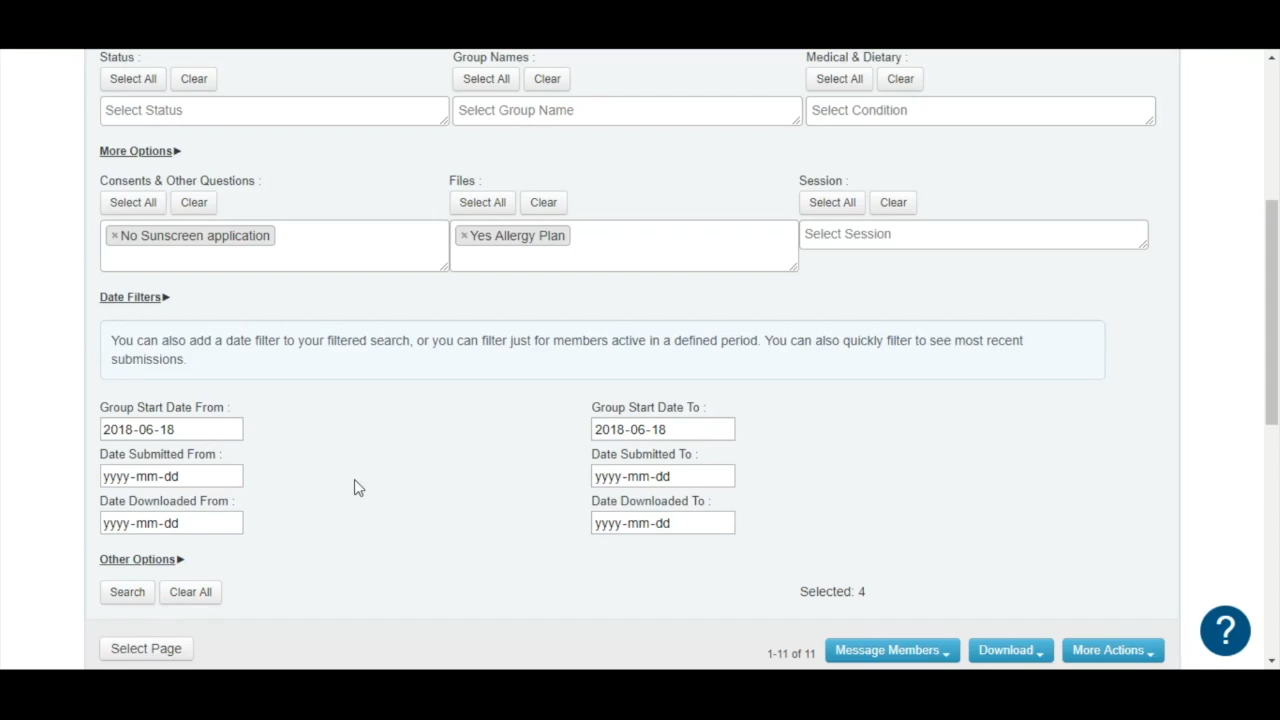 Status :
Group Names :
Medical & Dietary :
Select All Clear
Select All Clear
Select All Clear
Select Status
Select Group Name
Select Condition
More Options▶
Consents & Other Questions :
Files :
Session :
Select All Clear
Select All Clear
Select All Clear
×No Sunscreen application
×Yes Allergy Plan
Select Session
Date Filters▶
You can also add a date filter to your filtered search, or you can filter just for members active in a defined period. You can also quickly filter to see most recent
submissions.
Group Start Date From :
Group Start Date To :
2018-06-18
2018-06-18
Date Submitted From :
Date Submitted To :
yyyy-mm-dd
yyyy-mm-dd
Date Downloaded From :
Date Downloaded To :
yyyy-mm-dd
yyyy-mm-dd
Other Options▶
Search Clear All
Selected: 4
?
Select Page
1-11 of 11
Message Members
Download
More Actions